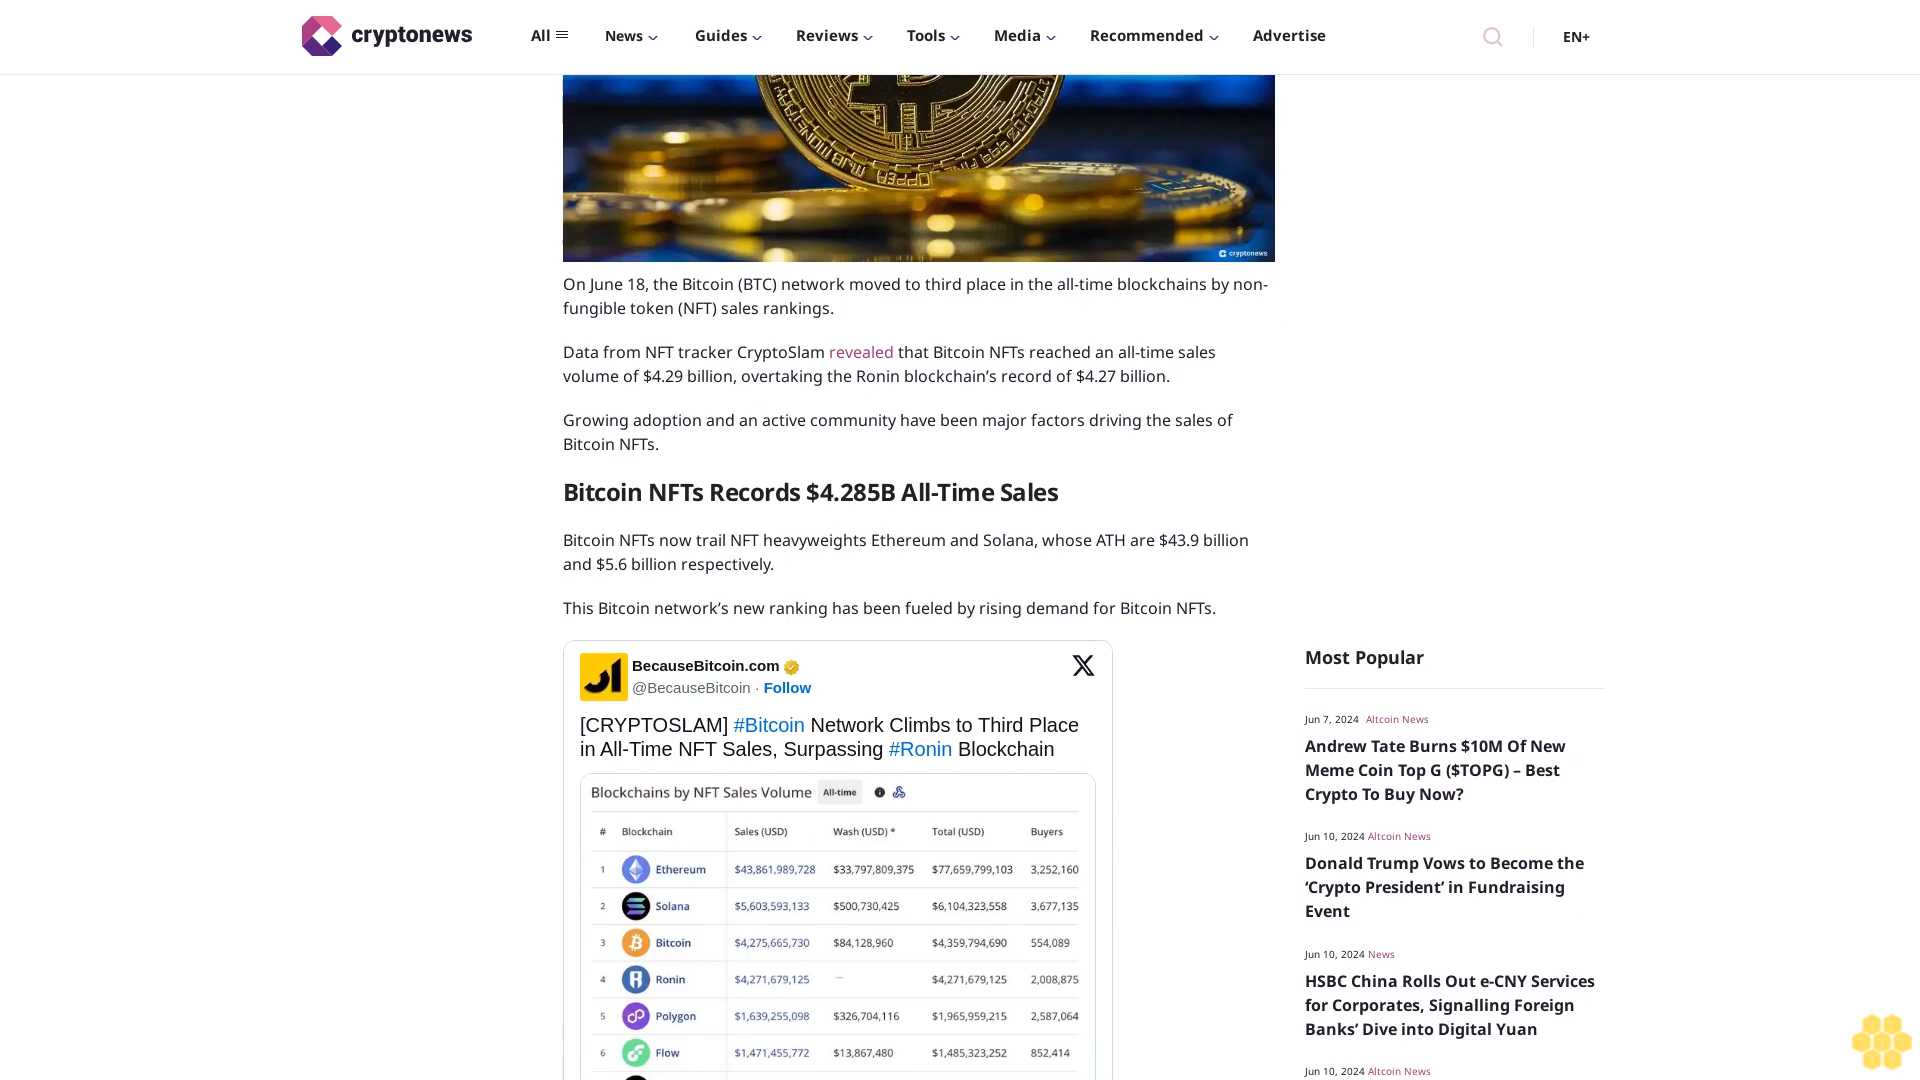 cryptonews
All
News
Guides
Reviews
Tools
Media
Recommended
Advertise
EN+
cryptonews
On June 18, the Bitcoin (BTC) network moved to third place in the all-time blockchains by non-
fungible token (NFT) sales rankings.
Data from NFT tracker CryptoSlam revealed that Bitcoin NFTs reached an all-time sales
volume of $4.29 billion, overtaking the Ronin blockchain’s record of $4.27 billion.
Growing adoption and an active community have been major factors driving the sales of
Bitcoin NFTs.
Bitcoin NFTs Records $4.285B All-Time Sales
Bitcoin NFTs now trail NFT heavyweights Ethereum and Solana, whose ATH are $43.9 billion
and $5.6 billion respectively.
This Bitcoin network’s new ranking has been fueled by rising demand for Bitcoin NFTs.
BecauseBitcoin.com
@BecauseBitcoin · Follow
[CRYPTOSLAM] #Bitcoin Network Climbs to Third Place
in All-Time NFT Sales, Surpassing #Ronin Blockchain
Blockchains by NFT Sales Volume All-time
# Blockchain Sales (USD) Wash (USD) * Total (USD) Buyers
1 Ethereum $43,861,989,728 $33,797,809,375 $77,659,799,103 3,252,160
2 Solana $5,603,593,133 $500,730,425 $6,104,323,558 3,677,135
3 Bitcoin $4,275,665,730 $84,128,960 $4,359,794,690 554,089
4 Ronin $4,271,679,125 — $4,271,679,125 2,008,875
5 Polygon $1,639,255,098 $326,704,116 $1,965,959,215 2,587,064
6 Flow $1,471,455,772 $13,867,480 $1,485,323,252 852,414
Most Popular
Jun 7, 2024 Altcoin News
Andrew Tate Burns $10M Of New
Meme Coin Top G ($TOPG) – Best
Crypto To Buy Now?
Jun 10, 2024 Altcoin News
Donald Trump Vows to Become the
‘Crypto President’ in Fundraising
Event
Jun 10, 2024 News
HSBC China Rolls Out e-CNY Services
for Corporates, Signalling Foreign
Banks’ Dive into Digital Yuan
Jun 10, 2024 Altcoin News